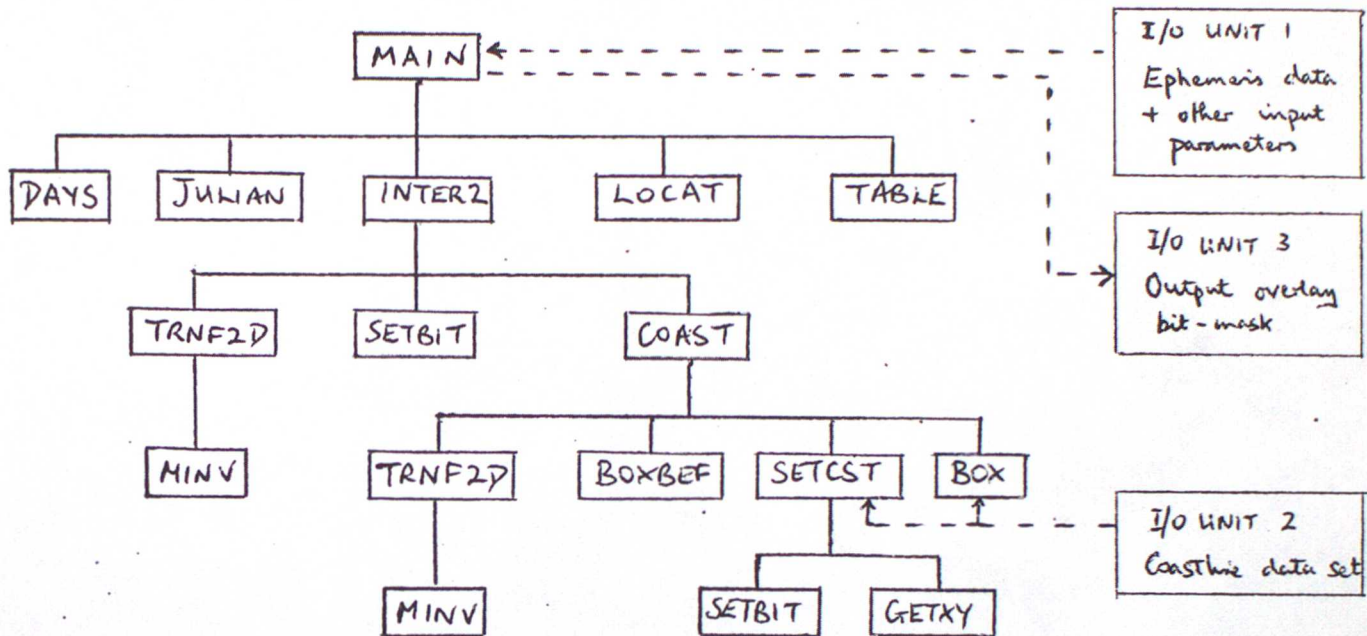 MAIN
I/O UNIT 1
Ephemeris data
+ other input
parameters
DAYS
JULIAN
INTER2
LOCAT
TABLE
I/O UNIT 3
Output overlay
bit-mask
TRNF2D
SETBIT
COAST
MINV
TRNF2D
BOXBEF
SETCST
BOX
I/O UNIT 2
Coastline data set
MINV
SETBIT
GETXY